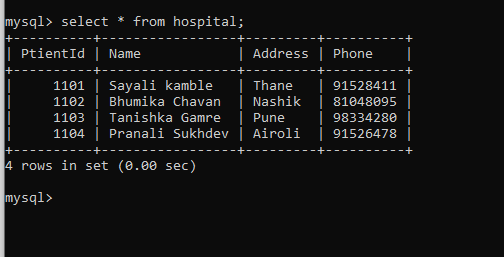 mysql> select * from hospital;
+----------+------------------+---------+----------+
| PtientId | Name             | Address | Phone    |
+----------+------------------+---------+----------+
|     1101 | Sayali kamble    | Thane   | 91528411 |
|     1102 | Bhumika Chavan   | Nashik  | 81048095 |
|     1103 | Tanishka Gamre   | Pune    | 98334280 |
|     1104 | Pranali Sukhdev  | Airoli  | 91526478 |
+----------+------------------+---------+----------+
4 rows in set (0.00 sec)
mysql>